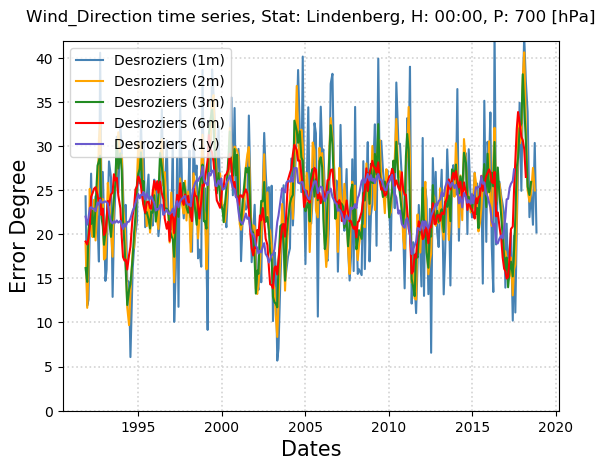 Wind_Direction time series, Stat: Lindenberg, H: 00:00, P: 700 [hPa]
Desroziers (1m)
Desroziers (2m)
Desroziers (3m)
Desroziers (6m)
Desroziers (1y)
Error Degree
40
35
30
25
20
15
10
5
0
1995
2000
2005
2010
2015
2020
Dates